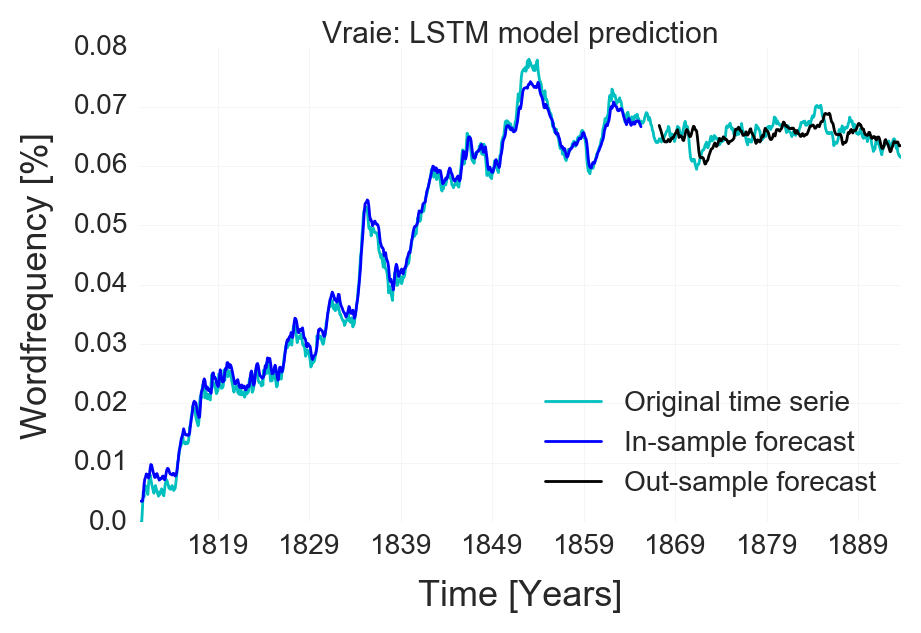 Vraie: LSTM model prediction
0.08
0.07
0.06
0.05
0.04
0.03
0.02
0.01
0.0
Wordfrequency [%]
Original time serie
In-sample forecast
Out-sample forecast
1819 1829 1839 1849 1859 1869 1879 1889
Time [Years]